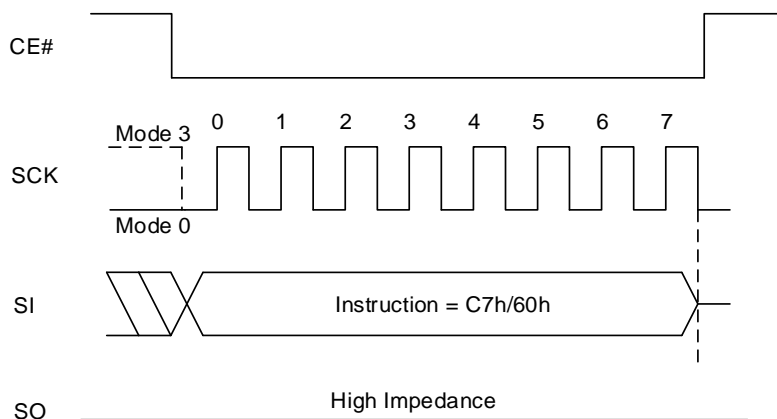 CE#
Mode 3
0 1 2 3 4 5 6 7
SCK
Mode 0
SI
Instruction = C7h/60h
SO
High Impedance